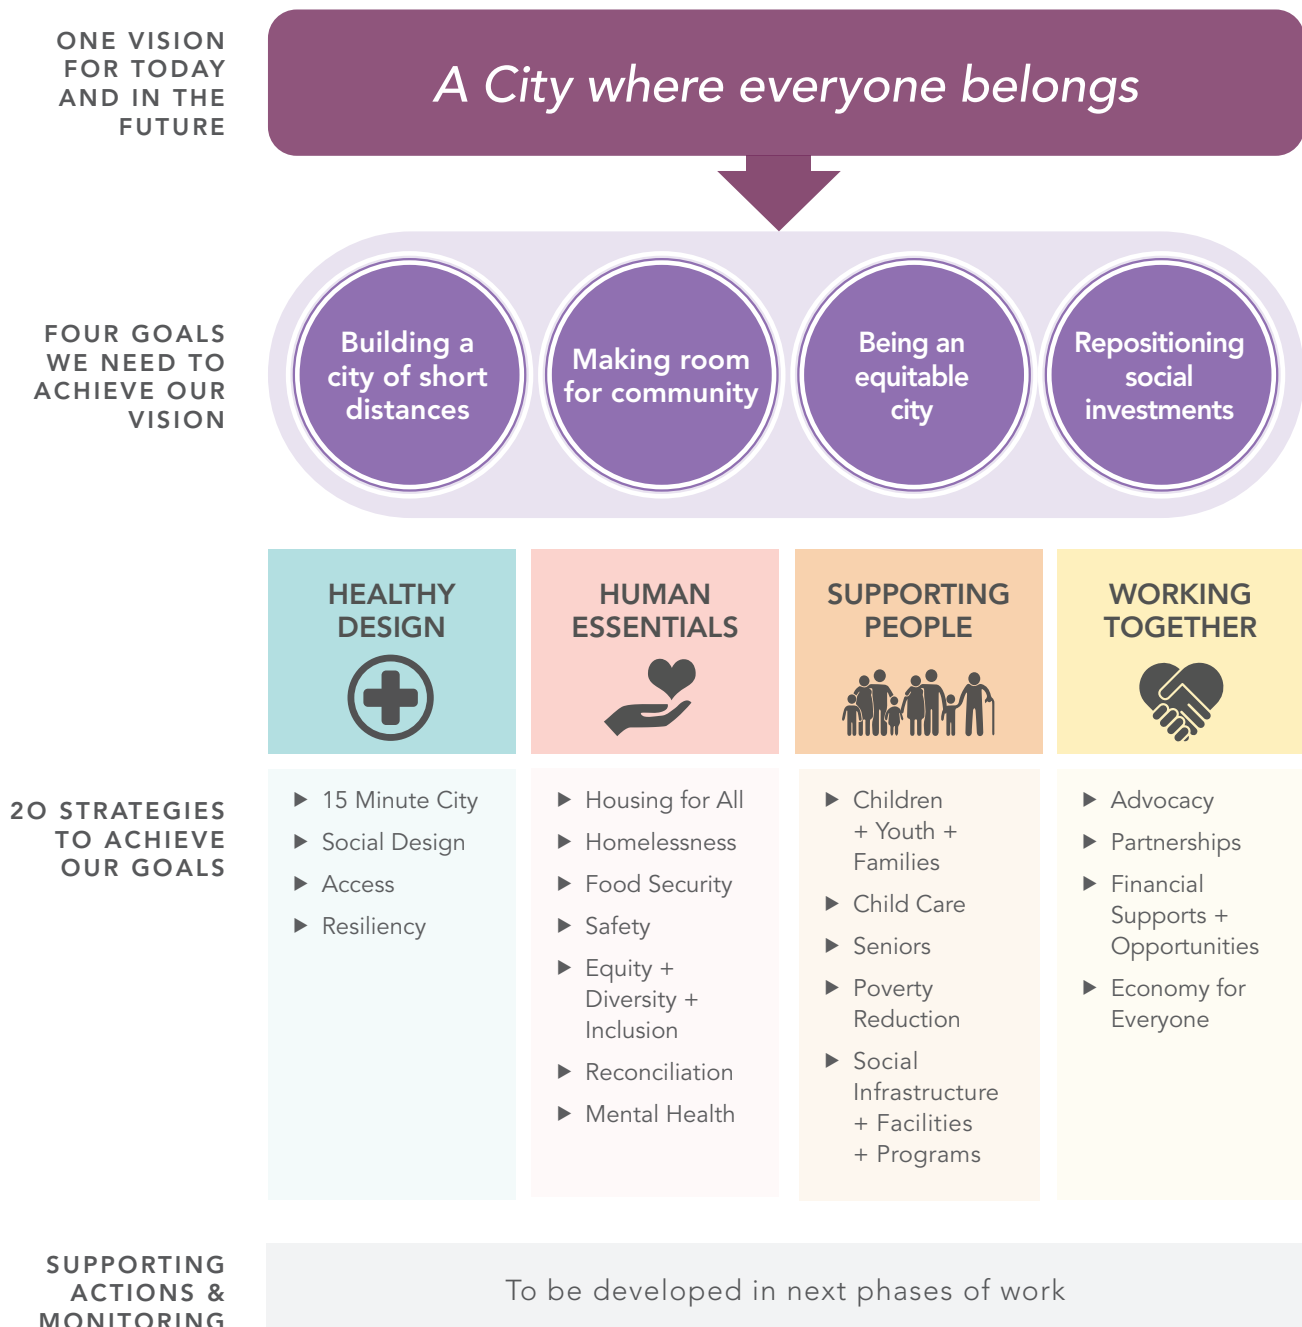 ONE VISION
FOR TODAY
AND IN THE
FUTURE
A City where everyone belongs
FOUR GOALS
WE NEED TO
ACHIEVE OUR
VISION
Building a
city of short
distances
Making room
for community
Being an
equitable
city
Repositioning
social
investments
20 STRATEGIES
TO ACHIEVE
OUR GOALS
HEALTHY
DESIGN
▶ 15 Minute City
▶ Social Design
▶ Access
▶ Resiliency
HUMAN
ESSENTIALS
▶ Housing for All
▶ Homelessness
▶ Food Security
▶ Safety
▶ Equity +
Diversity +
Inclusion
▶ Reconciliation
▶ Mental Health
SUPPORTING
PEOPLE
▶ Children
+ Youth +
Families
▶ Child Care
▶ Seniors
▶ Poverty
Reduction
▶ Social
Infrastructure
+ Facilities
+ Programs
WORKING
TOGETHER
▶ Advocacy
▶ Partnerships
▶ Financial
Supports +
Opportunities
▶ Economy for
Everyone
SUPPORTING
ACTIONS &
MONITORING
To be developed in next phases of work